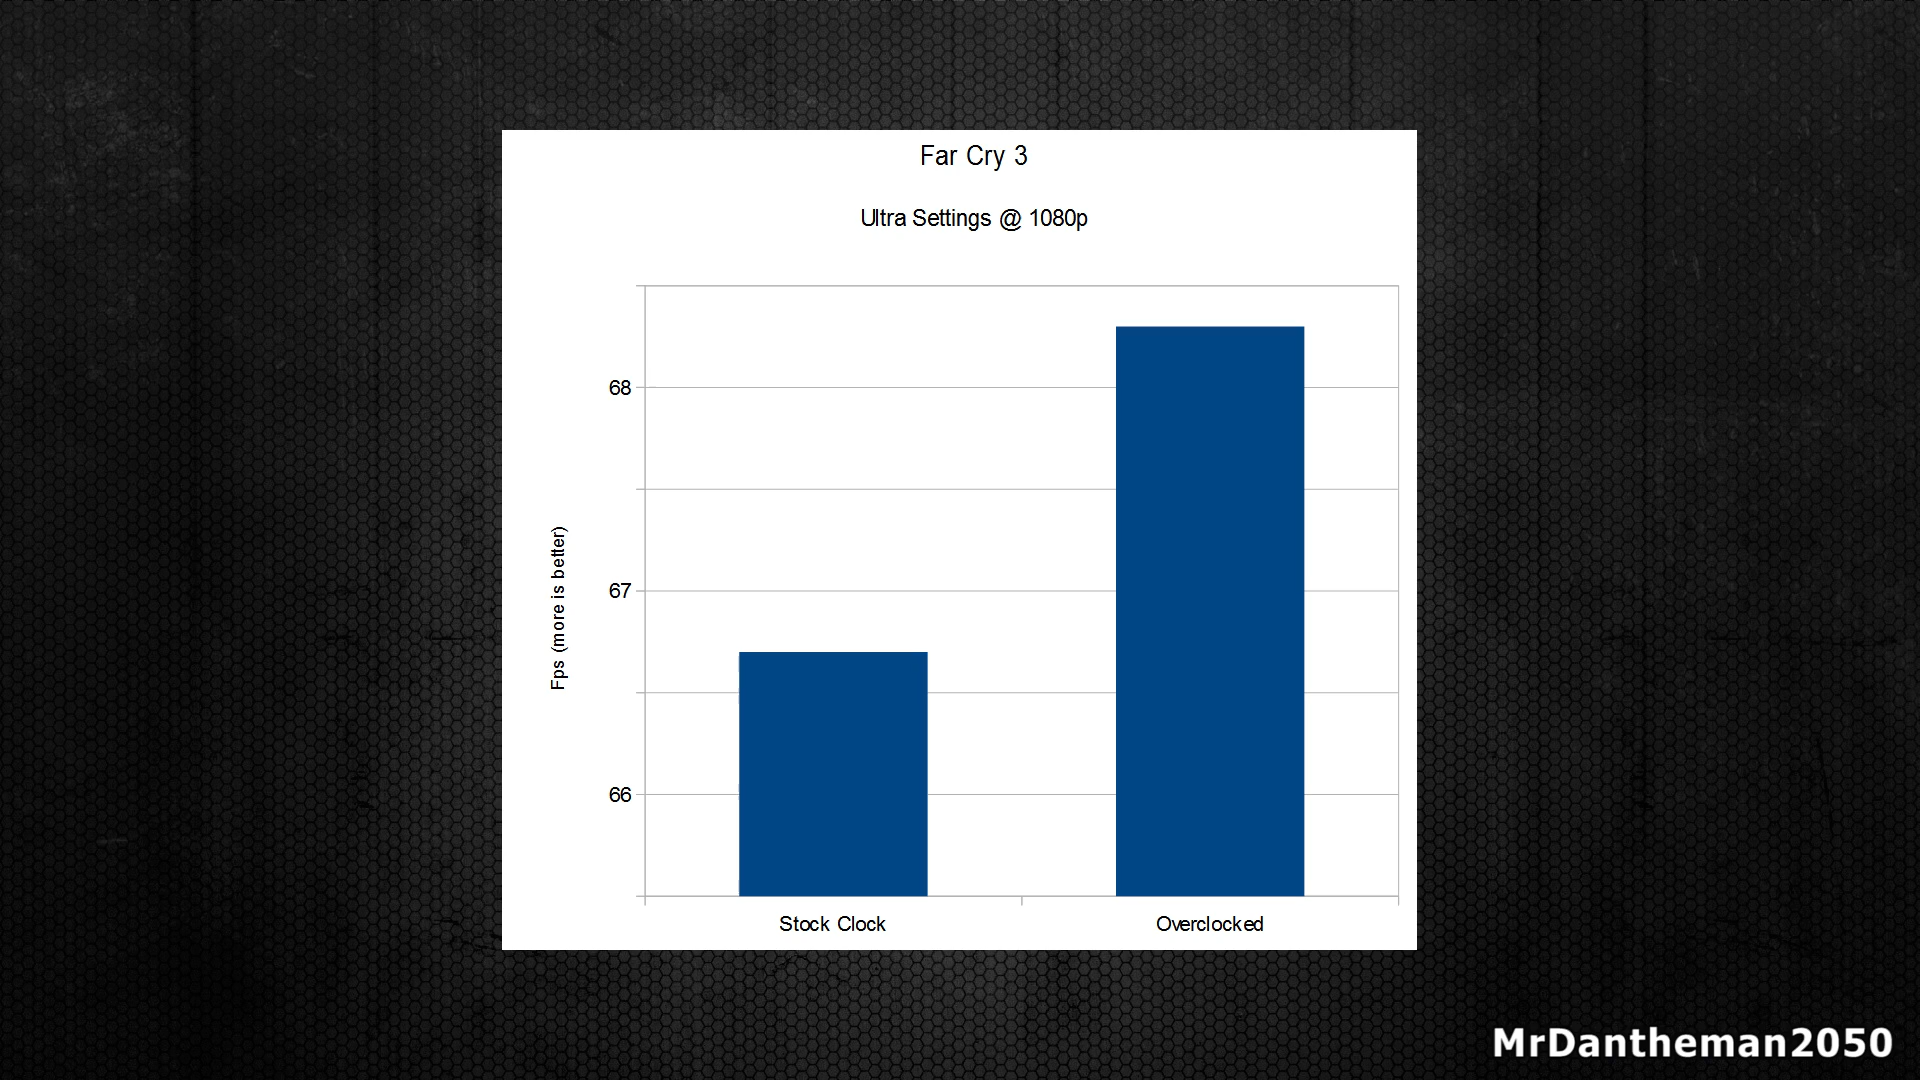 Far Cry 3
Ultra Settings @ 1080p
Fps (more is better)
68
67
66
Stock Clock
Overclocked
MrDantheman2050